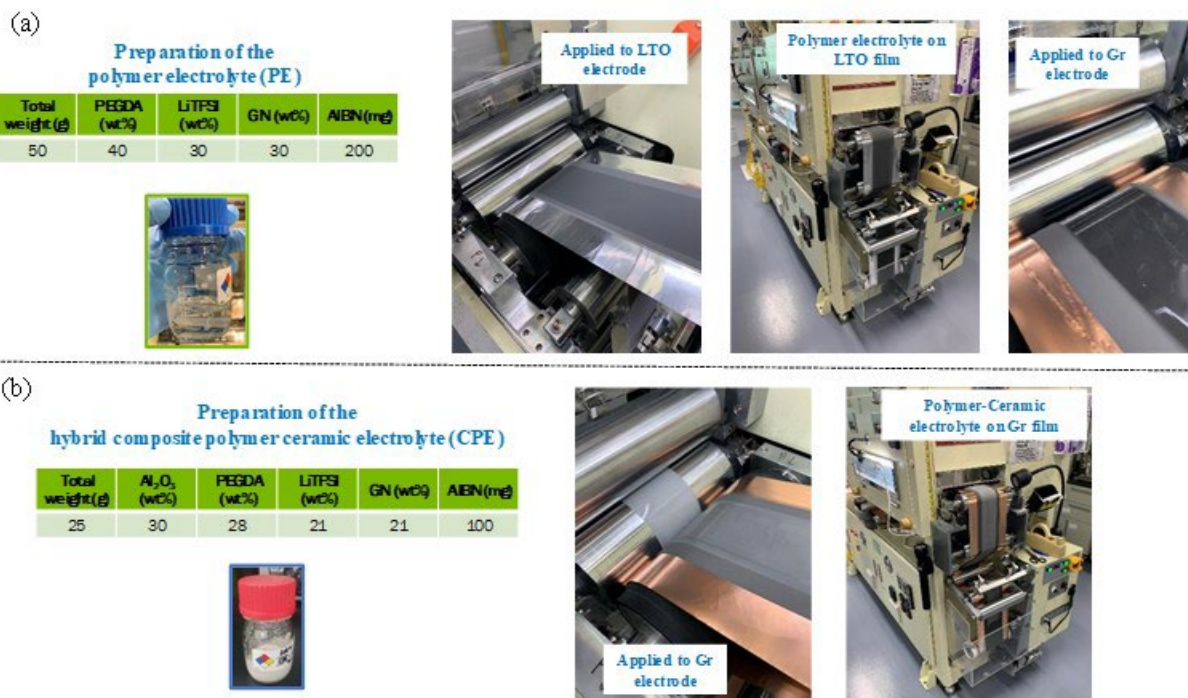 (a)
Preparation of the
polymer electrolyte (PE)
Total weight (g) PEGDA (wt%) LiTFSI (wt%) GN (wt%) AIBN (mg)
50 40 30 30 200
Applied to LTO
electrode
Polymer electrolyte on
LTO film
Applied to Gr
electrode
(b)
Preparation of the
hybrid composite polymer ceramic electrolyte (CPE)
Total weight (g) Al₂O₃ (wt%) PEGDA (wt%) LiTFSI (wt%) GN (wt%) AIBN (mg)
25 30 28 21 21 100
Applied to Gr
electrode
Polymer-Ceramic
electrolyte on Gr film